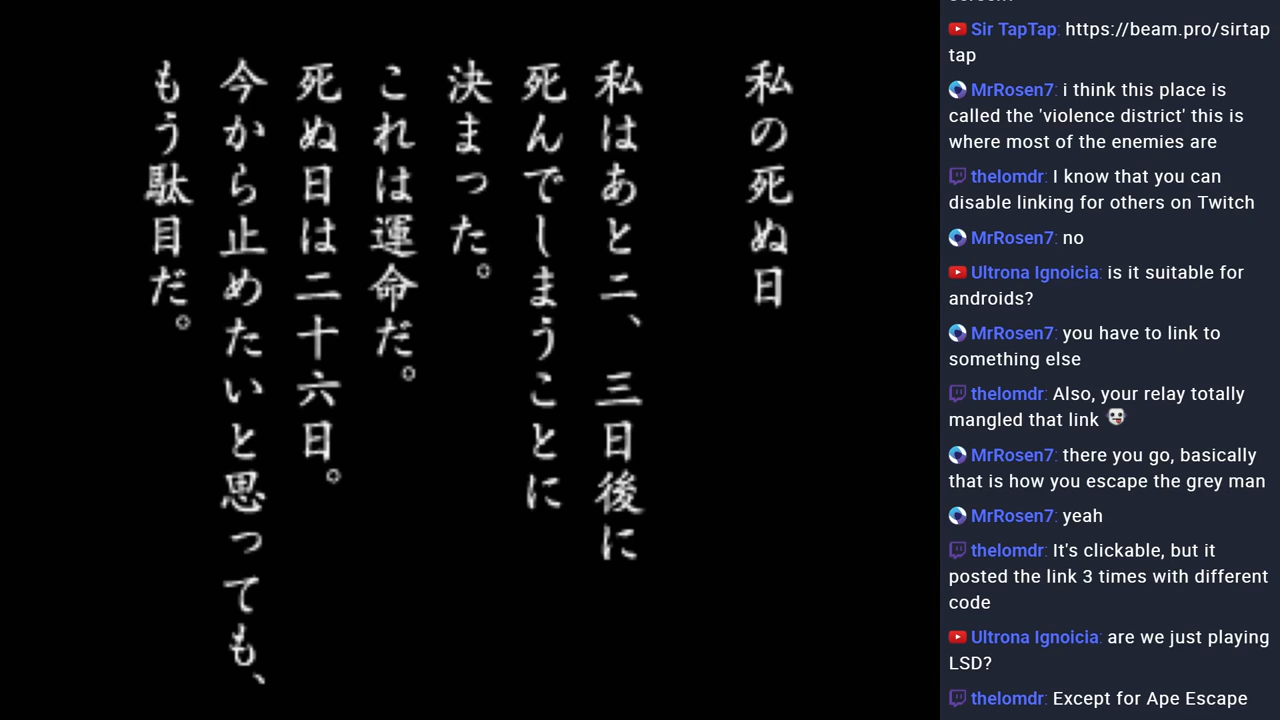 私の死ぬ日
私はあと二、三日後に
死んでしまうことに
決まった。
これは運命だ。
死ぬ日は二十六日。
今から止めたいと思っても、
もう駄目だ。
Sir TapTap: https://beam.pro/sirtap
tap
MrRosen7: i think this place is
called the 'violence district' this is
where most of the enemies are
thelomdr: I know that you can
disable linking for others on Twitch
MrRosen7: no
Ultrona Ignoicia: is it suitable for
androids?
MrRosen7: you have to link to
something else
thelomdr: Also, your relay totally
mangled that link
MrRosen7: there you go, basically
that is how you escape the grey man
MrRosen7: yeah
thelomdr: It's clickable, but it
posted the link 3 times with different
code
Ultrona Ignoicia: are we just playing
LSD?
thelomdr: Except for Ape Escape